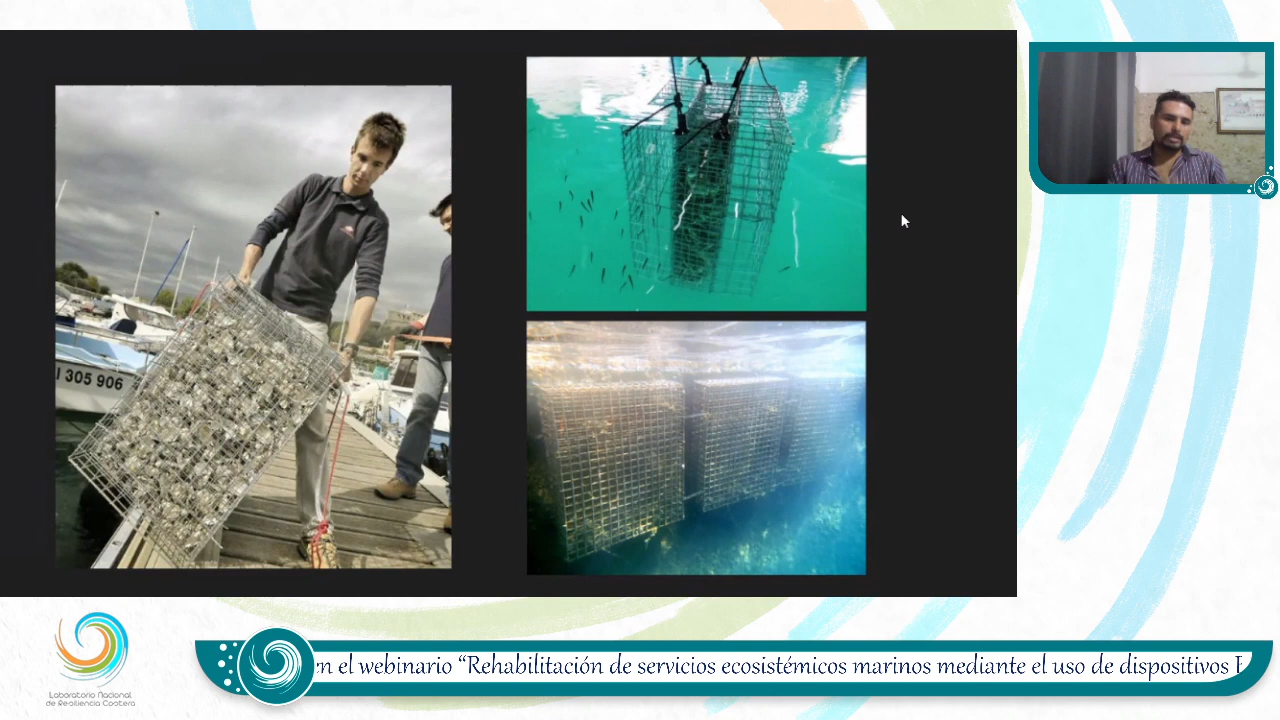 I 305 906
en el webinario “Rehabilitación de servicios ecosistémicos marinos mediante el uso de dispositivos
Laboratorio Nacional
de Resiliencia Costera